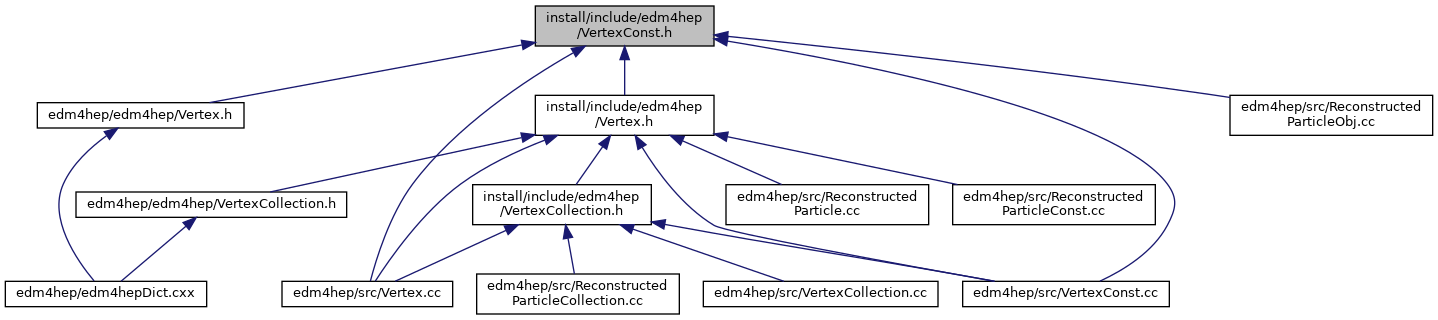 install/include/edm4hep
/VertexConst.h
edm4hep/edm4hep/Vertex.h
install/include/edm4hep
/Vertex.h
edm4hep/src/Reconstructed
ParticleObj.cc
edm4hep/edm4hep/VertexCollection.h
install/include/edm4hep
/VertexCollection.h
edm4hep/src/Reconstructed
Particle.cc
edm4hep/src/Reconstructed
ParticleConst.cc
edm4hep/edm4hepDict.cxx
edm4hep/src/Vertex.cc
edm4hep/src/Reconstructed
ParticleCollection.cc
edm4hep/src/VertexCollection.cc
edm4hep/src/VertexConst.cc